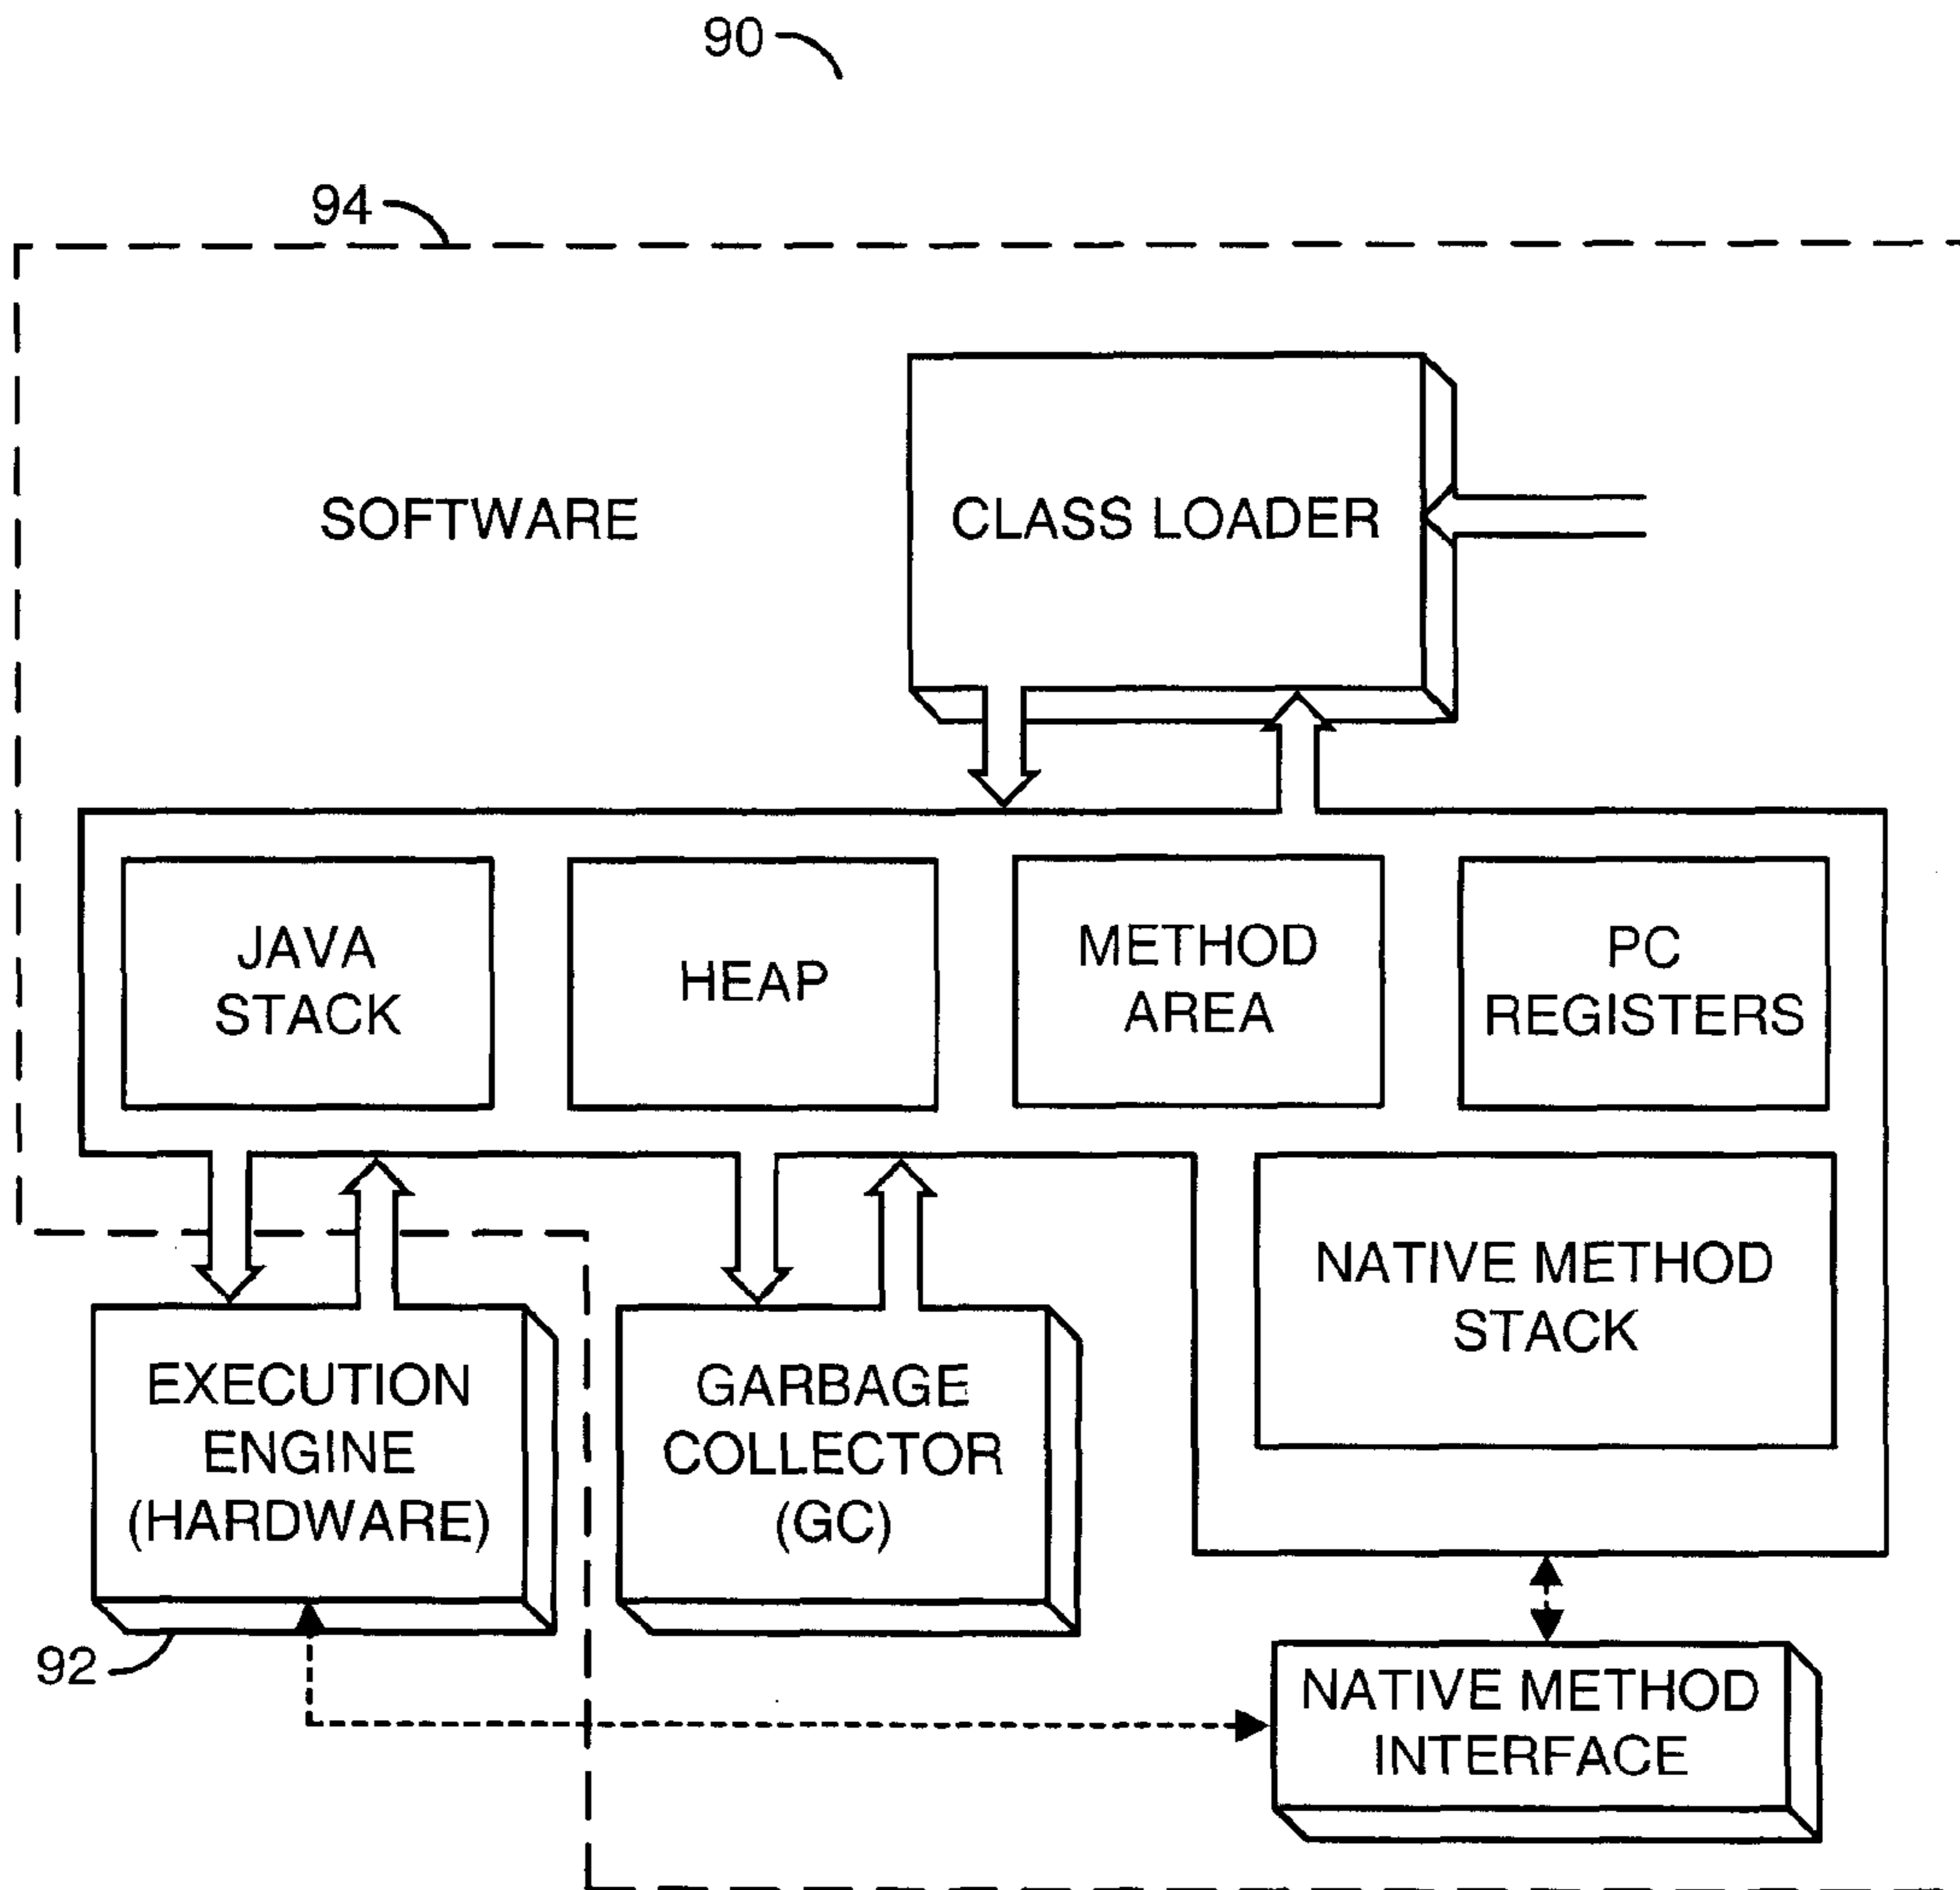 90
94
SOFTWARE
CLASS LOADER
JAVA
STACK
HEAP
METHOD
AREA
PC
REGISTERS
NATIVE METHOD
STACK
EXECUTION
ENGINE
(HARDWARE)
GARBAGE
COLLECTOR
(GC)
92
NATIVE METHOD
INTERFACE